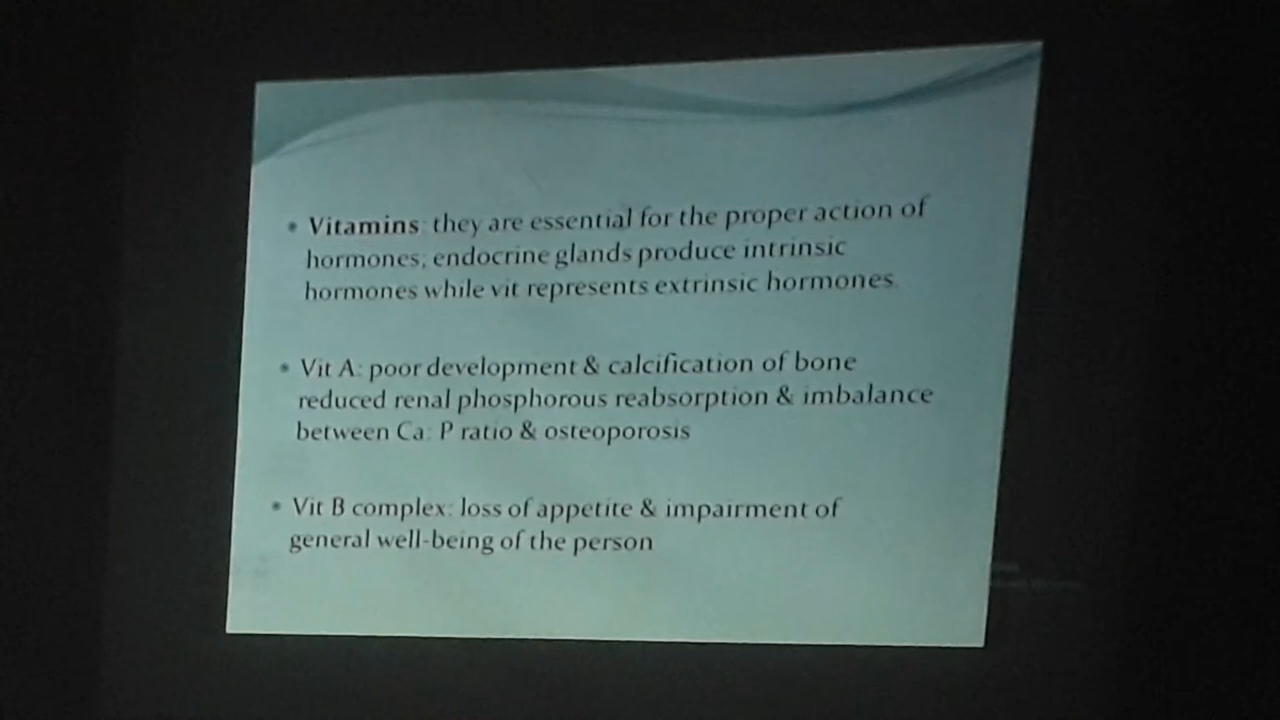 • Vitamins: they are essential for the proper action of
hormones; endocrine glands produce intrinsic
hormones while vit represents extrinsic hormones.
• Vit A: poor development & calcification of bone
reduced renal phosphorous reabsorption & imbalance
between Ca: P ratio & osteoporosis
• Vit B complex: loss of appetite & impairment of
general well-being of the person